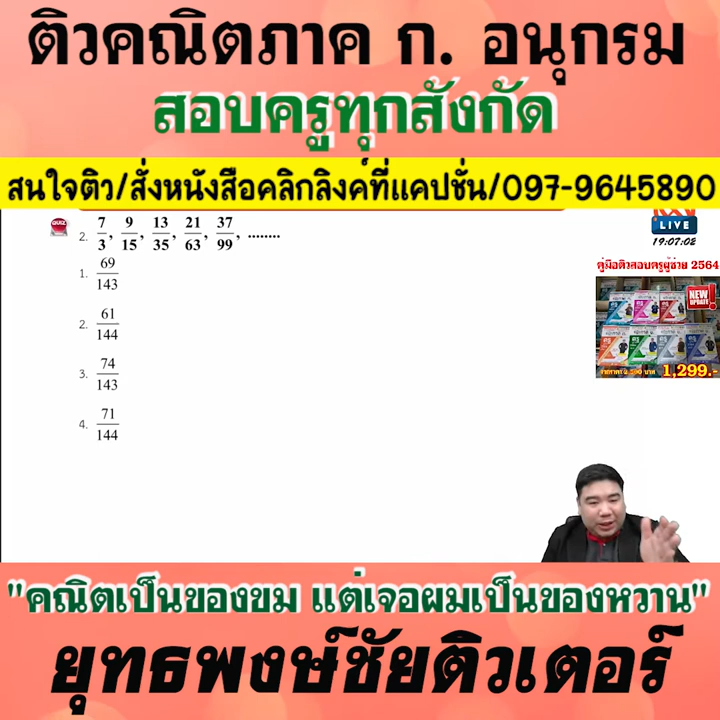 ติวคณิตภาค ก. อนุกรม
สอบครูทุกสังกัด
สนใจติว/สั่งหนังสือคลิกลิงค์ที่แคปชั่น/097-9645890
QUIZ
2. 7/3, 9/15, 13/35, 21/63, 37/99, ........
LIVE
19:07:02
1. 69/143
2. 61/144
3. 74/143
4. 71/144
คู่มือติวสอบครูผู้ช่วย 2564
NEW
UPDATE!
1,299.-
"คณิตเป็นของขม แต่เจอผมเป็นของหวาน"
ยุทธพงษ์ชัยติวเตอร์